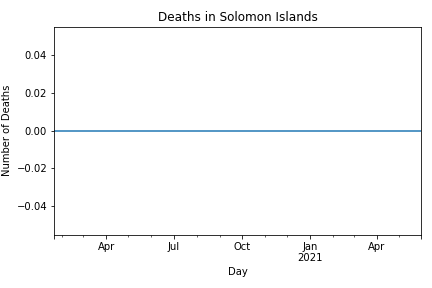 Deaths in Solomon Islands
Number of Deaths
0.04
0.02
0.00
−0.02
−0.04
Apr Jul Oct Jan Apr
2021
Day